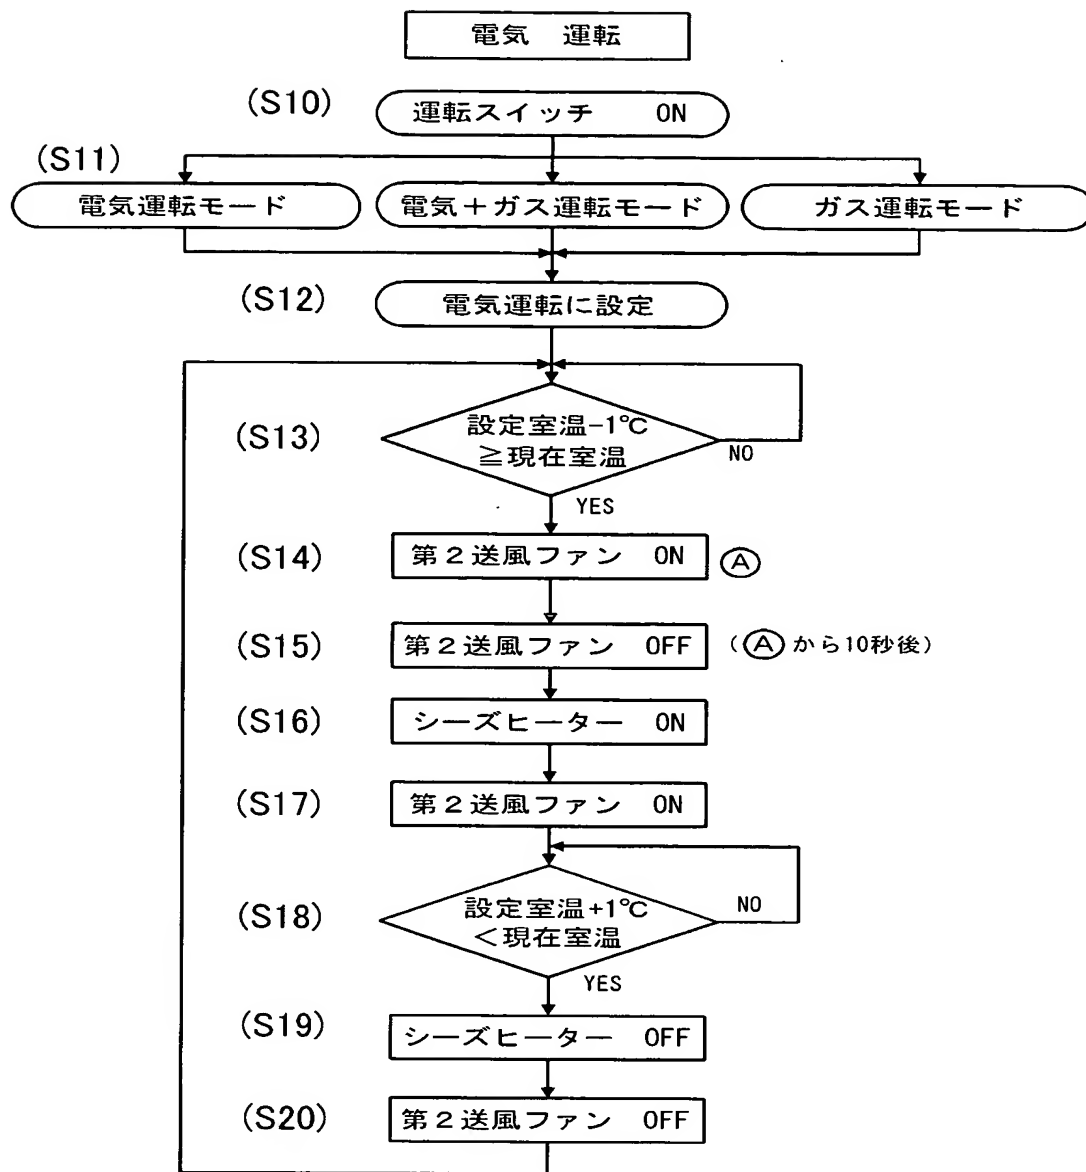 電気　運転
(S10)
運転スイッチ　ON
(S11)
電気運転モード
電気＋ガス運転モード
ガス運転モード
(S12)
電気運転に設定
(S13)
設定室温−1℃
≧現在室温
NO
YES
(S14)
第２送風ファン　ON
Ⓐ
(S15)
第２送風ファン　OFF
（Ⓐから10秒後）
(S16)
シーズヒーター　ON
(S17)
第２送風ファン　ON
(S18)
設定室温+1℃
＜現在室温
NO
YES
(S19)
シーズヒーター　OFF
(S20)
第２送風ファン　OFF